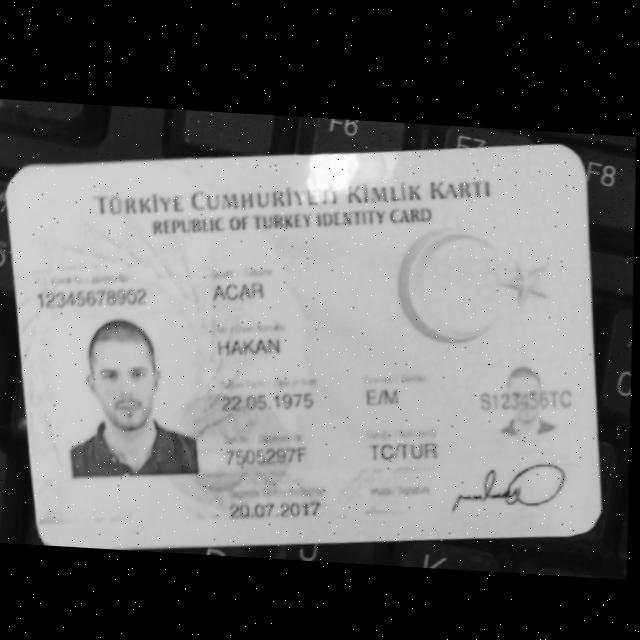 F6
F7
F8
TÜRKİYE CUMHURİYETİ KİMLİK KARTI
REPUBLIC OF TURKEY IDENTITY CARD
12345678902
ACAR
HAKAN
22.05.1975
E/M
S123456TC
7505297F
TC/TUR
20.07.2017